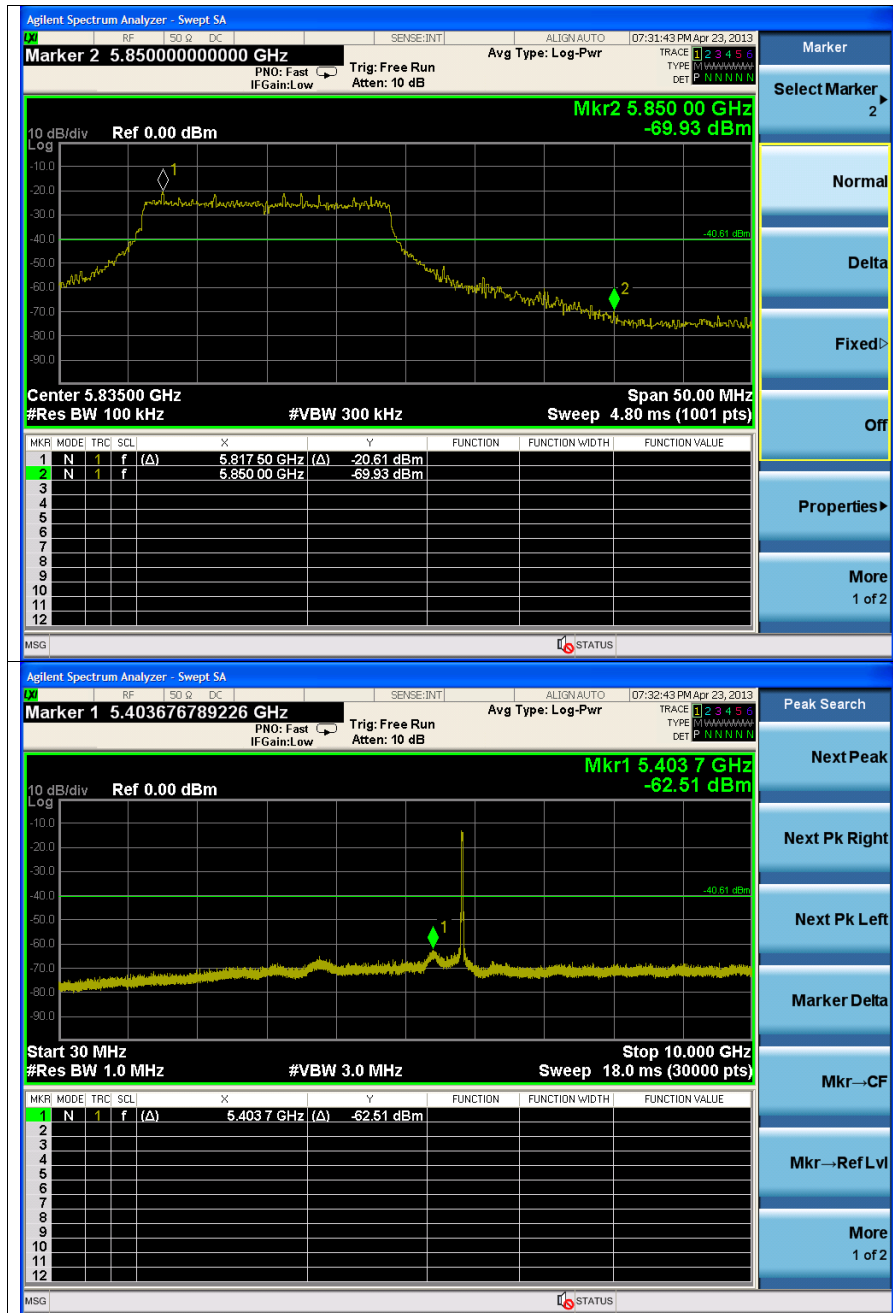 Agilent Spectrum Analyzer - Swept SA
LXI RF 50 Ω DC SENSE:INT ALIGN AUTO 07:31:43 PM Apr 23, 2013
Marker 2 5.850000000000 GHz Avg Type: Log-Pwr TRACE 1 2 3 4 5 6
PNO: Fast Trig: Free Run TYPE M WWWWW
IFGain:Low Atten: 10 dB DET P N N N N N
Mkr2 5.850 00 GHz
10 dB/div Ref 0.00 dBm -69.93 dBm
Log
-10.0
1
-20.0
-30.0
-40.0
-40.61 dBm
-50.0
-60.0
2
-70.0
-80.0
-90.0
Center 5.83500 GHz Span 50.00 MHz
#Res BW 100 kHz #VBW 300 kHz Sweep 4.80 ms (1001 pts)
MKR MODE TRC SCL X Y FUNCTION FUNCTION WIDTH FUNCTION VALUE
1 N 1 f (Δ) 5.817 50 GHz (Δ) -20.61 dBm
2 N 1 f 5.850 00 GHz -69.93 dBm
3
4
5
6
7
8
9
10
11
12
MSG STATUS
Marker
Select Marker
2
Normal
Delta
Fixed
Off
Properties
More
1 of 2
Agilent Spectrum Analyzer - Swept SA
LXI RF 50 Ω DC SENSE:INT ALIGN AUTO 07:32:43 PM Apr 23, 2013
Marker 1 5.403676789226 GHz Avg Type: Log-Pwr TRACE 1 2 3 4 5 6
PNO: Fast Trig: Free Run TYPE M WWWWW
IFGain:Low Atten: 10 dB DET P N N N N N
Mkr1 5.403 7 GHz
10 dB/div Ref 0.00 dBm -62.51 dBm
Log
-10.0
-20.0
-30.0
-40.0
-40.61 dBm
-50.0
1
-60.0
-70.0
-80.0
-90.0
Start 30 MHz Stop 10.000 GHz
#Res BW 1.0 MHz #VBW 3.0 MHz Sweep 18.0 ms (30000 pts)
MKR MODE TRC SCL X Y FUNCTION FUNCTION WIDTH FUNCTION VALUE
1 N 1 f (Δ) 5.403 7 GHz (Δ) -62.51 dBm
2
3
4
5
6
7
8
9
10
11
12
MSG STATUS
Peak Search
Next Peak
Next Pk Right
Next Pk Left
Marker Delta
Mkr→CF
Mkr→Ref Lvl
More
1 of 2